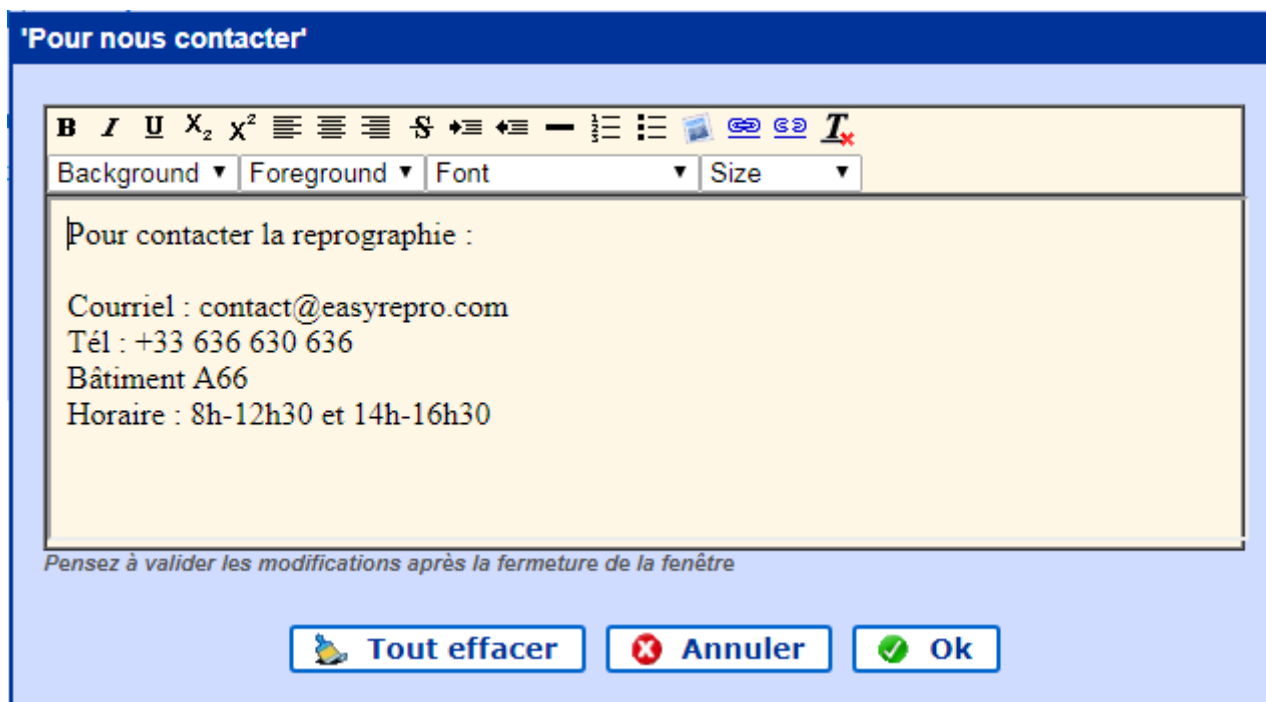 'Pour nous contacter'
B I U X₂ X² S T
Background Foreground Font Size
Pour contacter la reprographie :
Courriel : contact@easyrepro.com
Tél : +33 636 630 636
Bâtiment A66
Horaire : 8h-12h30 et 14h-16h30
Pensez à valider les modifications après la fermeture de la fenêtre
Tout effacer Annuler Ok